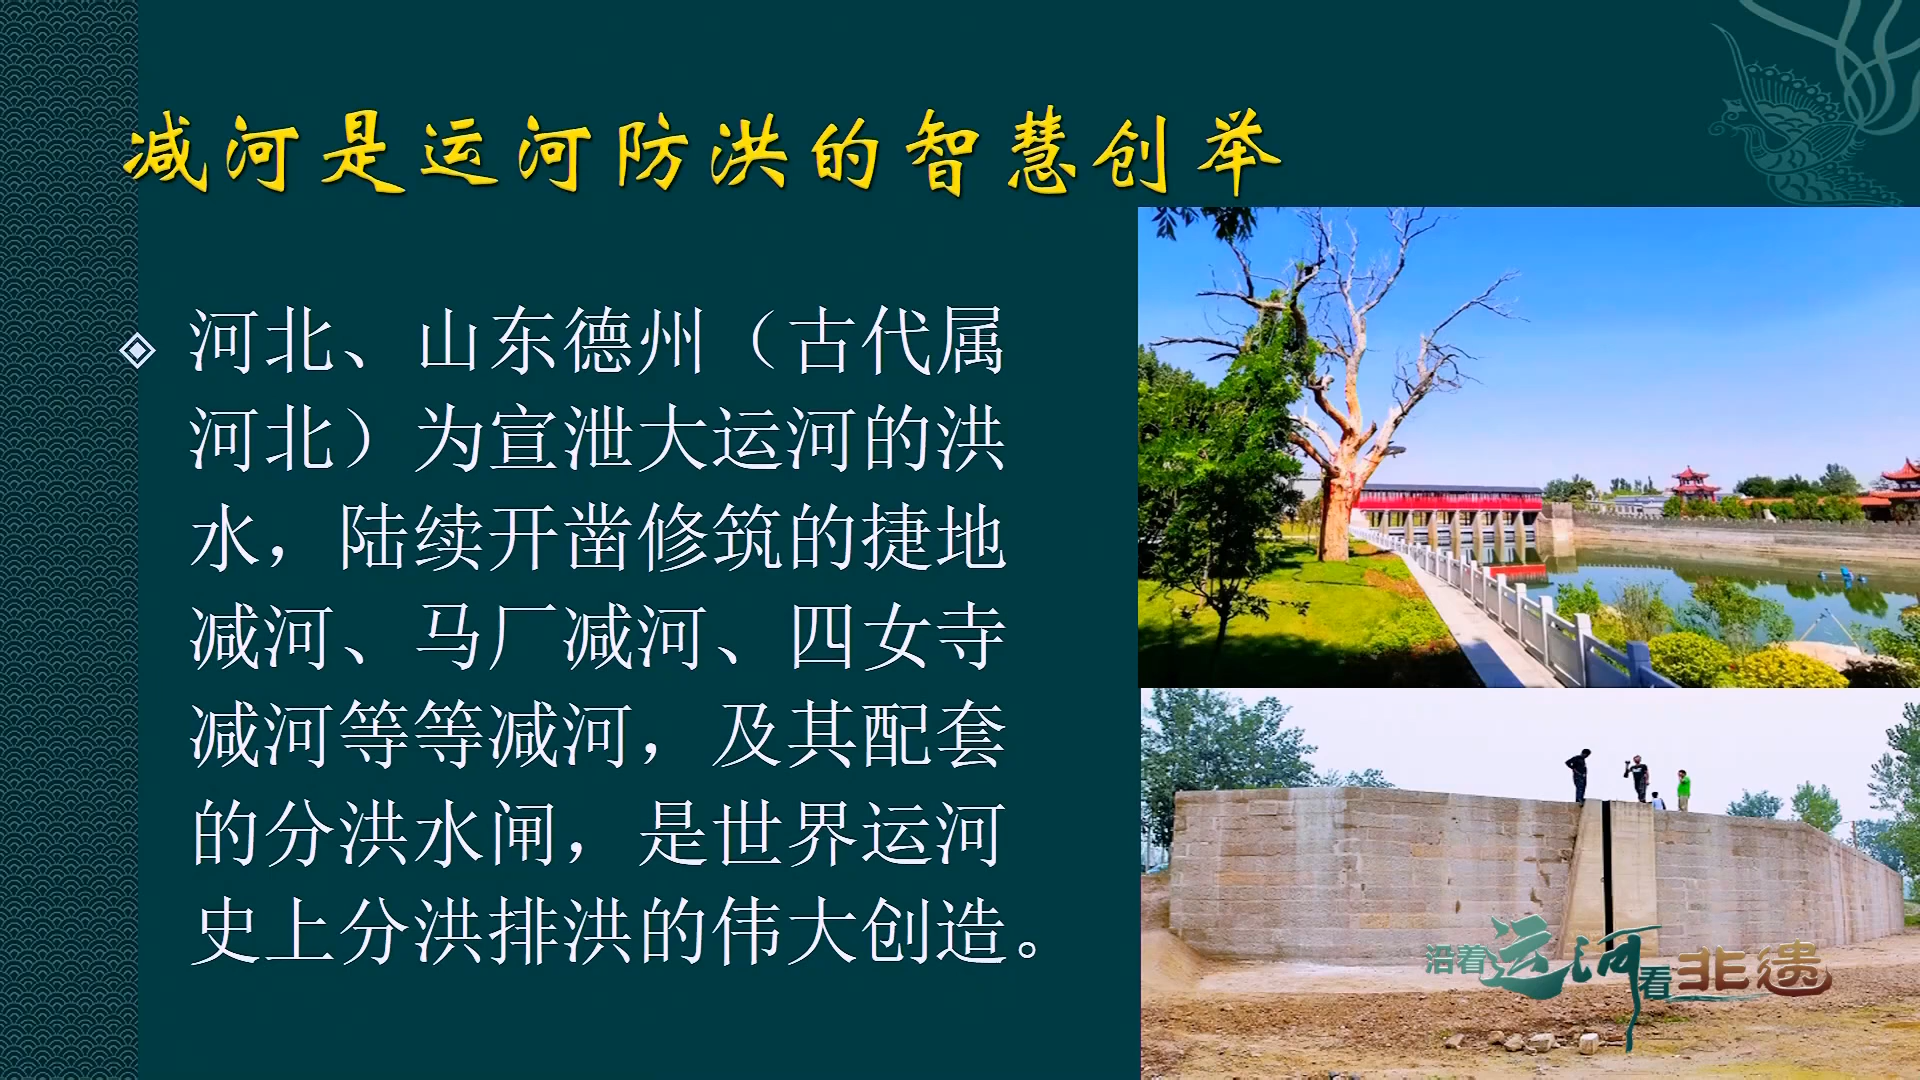 减河是运河防洪的智慧创举
河北、山东德州（古代属
河北）为宣泄大运河的洪
水，陆续开凿修筑的捷地
减河、马厂减河、四女寺
减河等等减河，及其配套
的分洪水闸，是世界运河
史上分洪排洪的伟大创造。
沿着运河看非遗